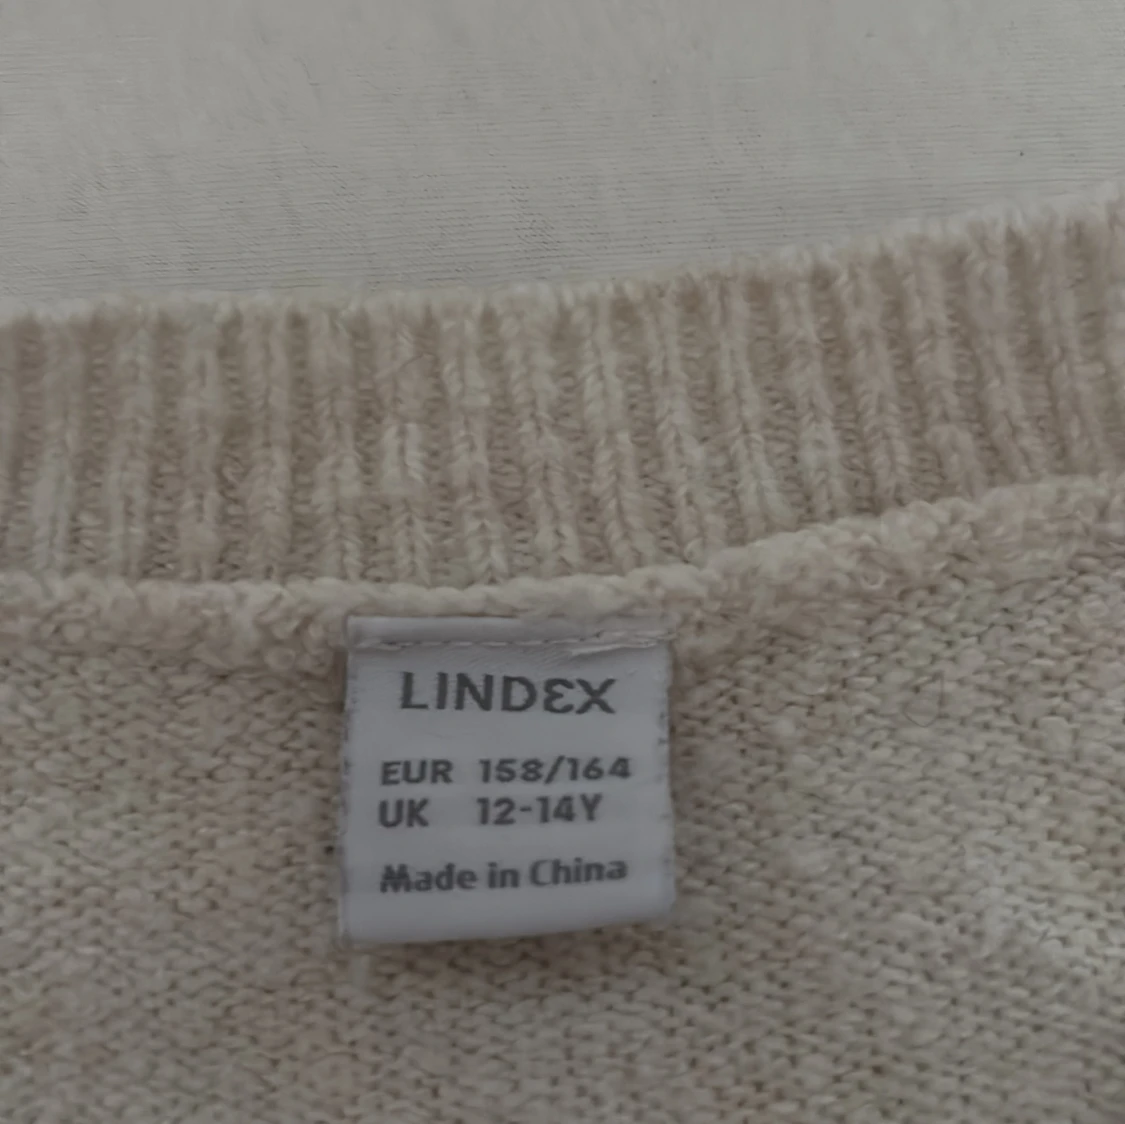 LINDEX
EUR 158/164
UK 12-14Y
Made in China